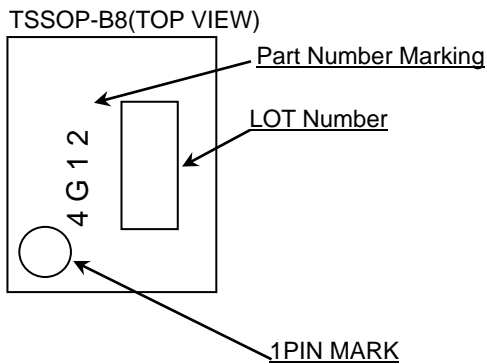 TSSOP-B8(TOP VIEW)
Part Number Marking
LOT Number
4G12
1PIN MARK